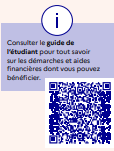 i
Consulter le guide de
l'étudiant pour tout savoir
sur les démarches et aides
financières dont vous pouvez
bénéficier.